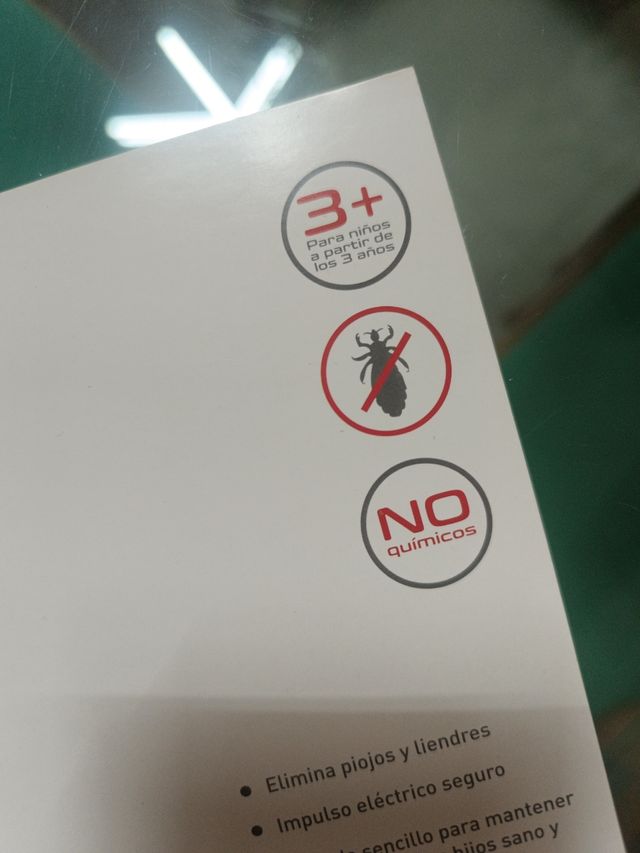 3+
Para niños
a partir de
los 3 años
NO
químicos
• Elimina piojos y liendres
• Impulso eléctrico seguro
sencillo para mantener
hijos sano y